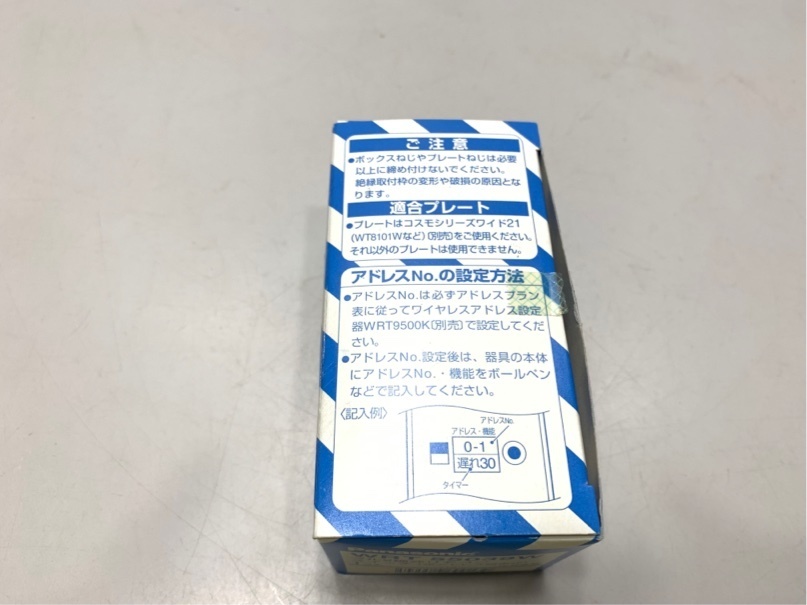 ご注意
●ボックスねじやプレートねじは必要
以上に締め付けないでください。
絶縁取付枠の変形や破損の原因とな
ります。
適合プレート
●プレートはコスモシリーズワイド21
(WT8101Wなど)〔別売〕をご使用ください。
それ以外のプレートは使用できません。
アドレスNo.の設定方法
●アドレスNo.は必ずアドレスプラン
表に従ってワイヤレスアドレス設定
器WRT9500K〔別売〕で設定してくだ
さい。
●アドレスNo.設定後は、器具の本体
にアドレスNo.・機能をボールペン
などで記入してください。
〈記入例〉
アドレスNo.
アドレス・機能
0-1
遅れ30
タイマー
Panasonic